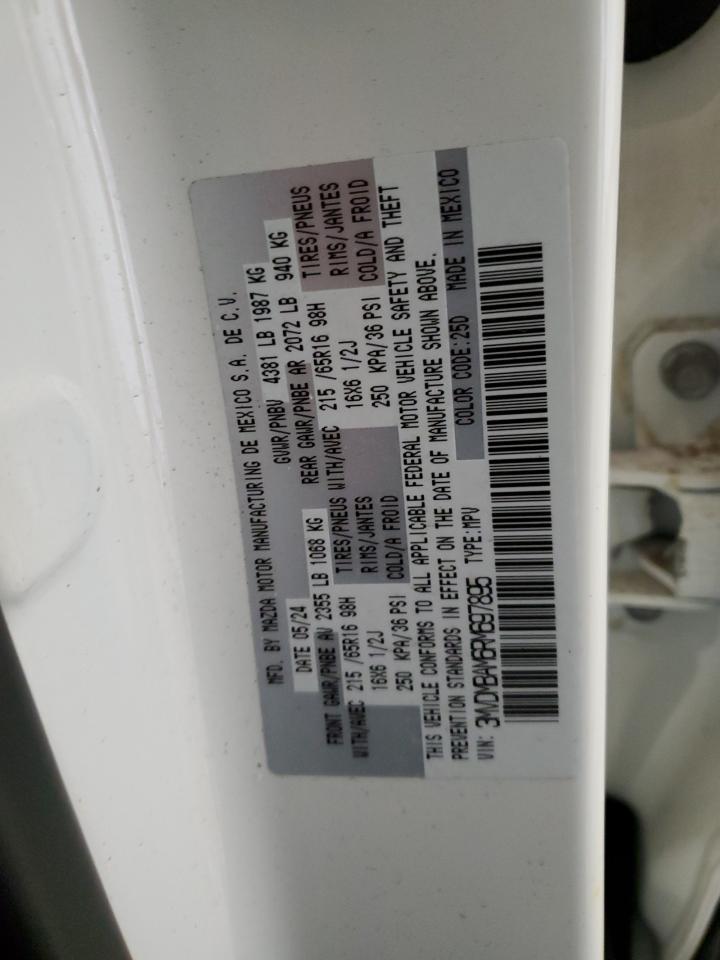 MFD. BY MAZDA MOTOR MANUFACTURING DE MEXICO S.A. DE C.V.
DATE 05/24 GVWR/PNBV 4381 LB 1987 KG
FRONT GAWR/PNBE AV 2355 LB 1068 KG REAR GAWR/PNBE AR 2072 LB 940 KG
WITH/AVEC 215 /65R16 98H TIRES/PNEUS WITH/AVEC 215 /65R16 98H TIRES/PNEUS
16X6 1/2J RIMS/JANTES 16X6 1/2J RIMS/JANTES
250 KPA/36 PSI COLD/A FROID 250 KPA/36 PSI COLD/A FROID
THIS VEHICLE CONFORMS TO ALL APPLICABLE FEDERAL MOTOR VEHICLE SAFETY AND THEFT
PREVENTION STANDARDS IN EFFECT ON THE DATE OF MANUFACTURE SHOWN ABOVE.
VIN: 3MVDMBAM6RM697895 TYPE:MPV COLOR CODE:25D MADE IN MEXICO